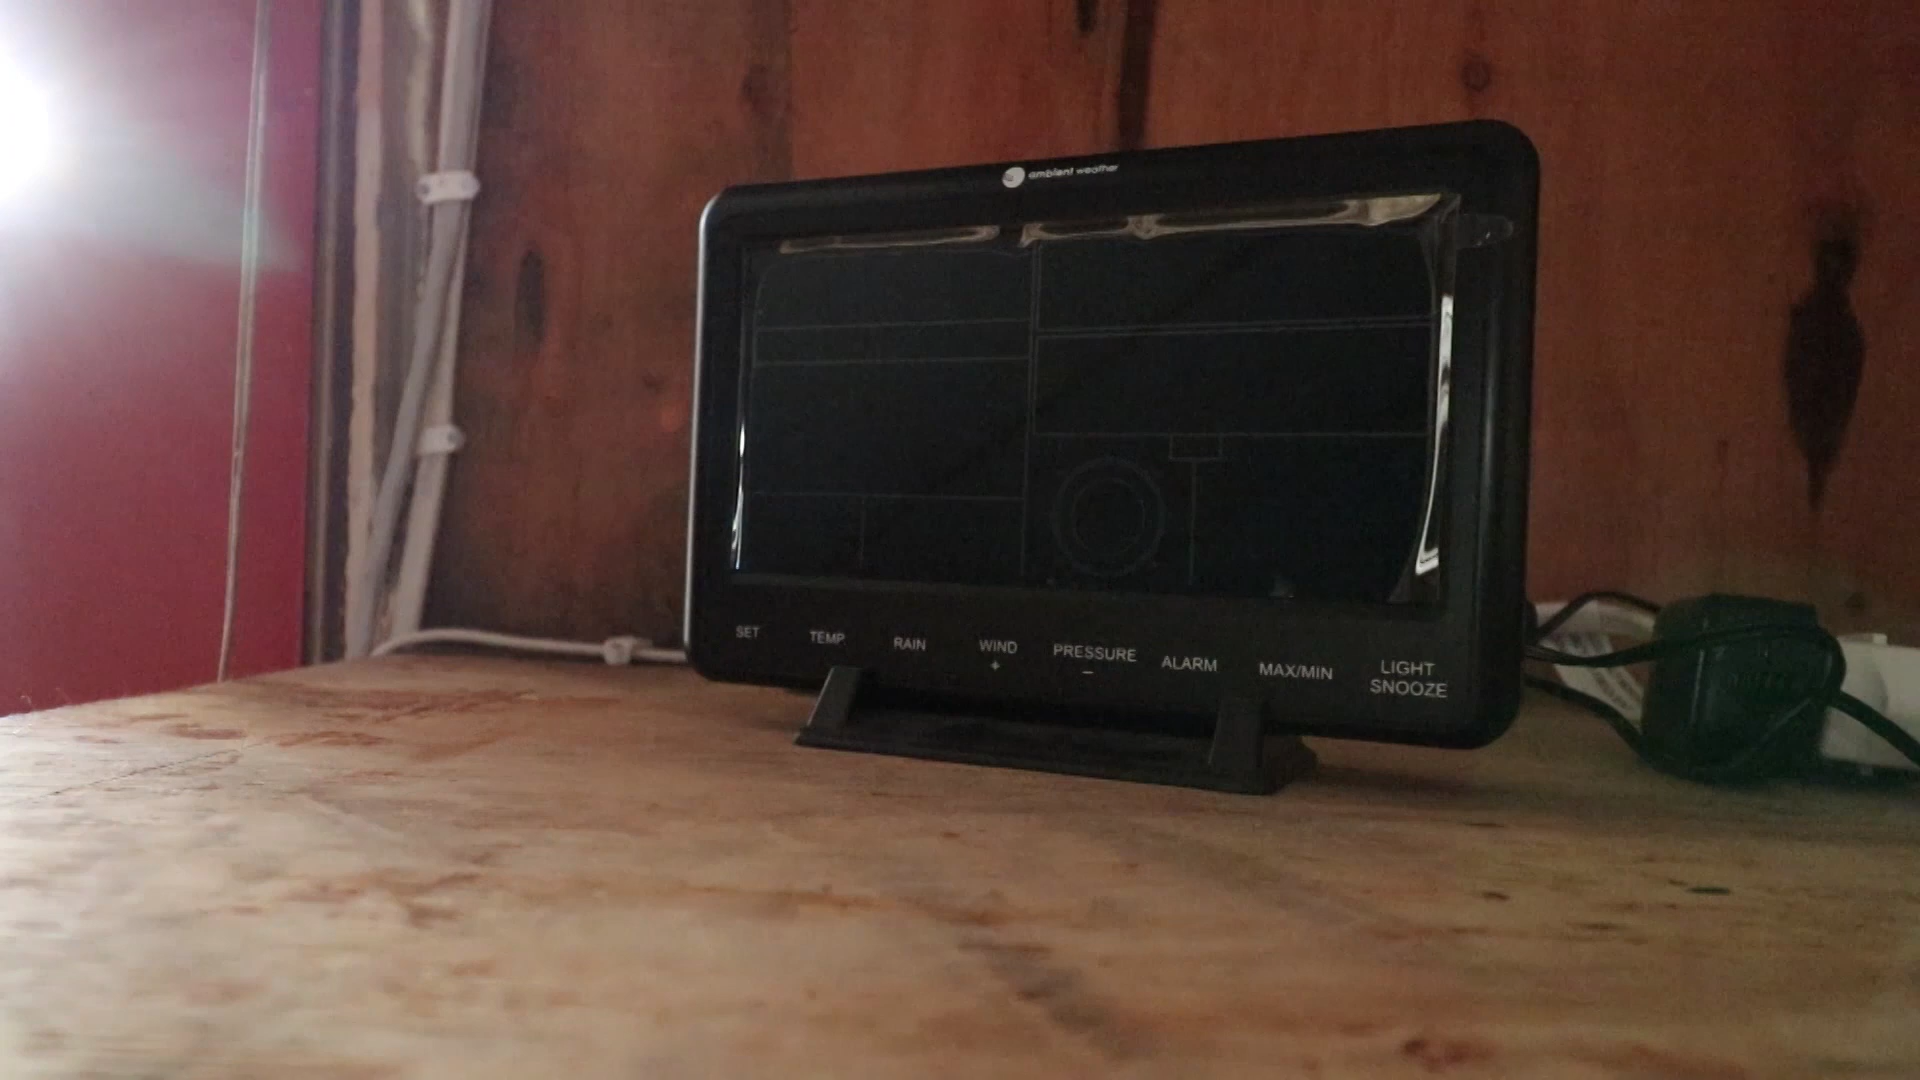 ambient weather
SET TEMP RAIN WIND PRESSURE ALARM MAX/MIN LIGHT
+ – SNOOZE